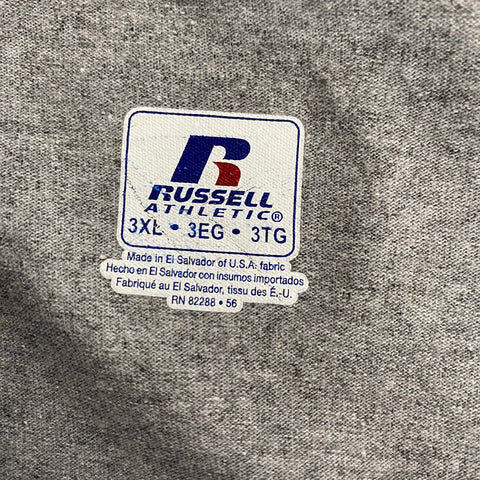 R
RUSSELL
ATHLETIC®
3XL • 3EG • 3TG
Made in El Salvador of U.S.A. fabric
Hecho en El Salvador con insumos importados
Fabriqué au El Salvador, tissu des É.-U.
RN 82288 • 56